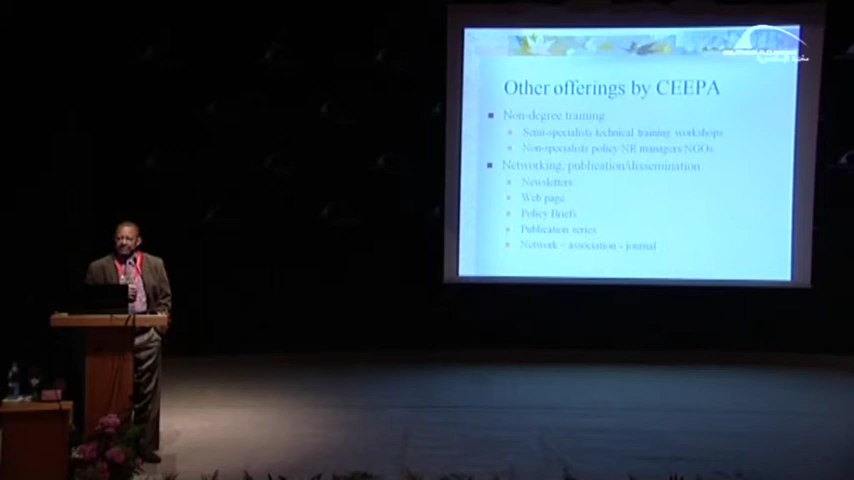 Other offerings by CEEPA
Non-degree training
Semi-specialists technical training workshops
Non-specialists policy NR managers/NGOs
Networking, publication/dissemination
Newsletters
Web page
Policy Briefs
Publication series
Network – association - journal